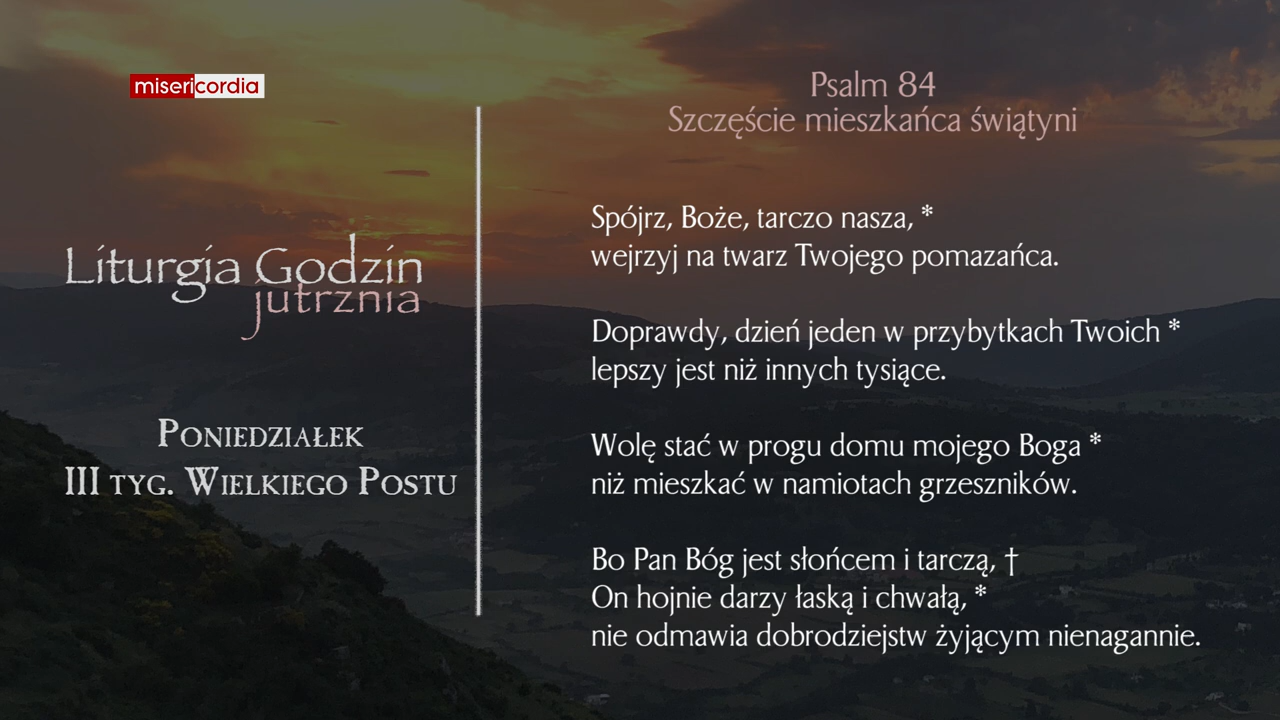 misericordia
Liturgia Godzin
jutrznia
Poniedziałek
III tyg. Wielkiego Postu
Psalm 84
Szczęście mieszkańca świątyni
Spójrz, Boże, tarczo nasza, *
wejrzyj na twarz Twojego pomazańca.
Doprawdy, dzień jeden w przybytkach Twoich *
lepszy jest niż innych tysiące.
Wolę stać w progu domu mojego Boga *
niż mieszkać w namiotach grzeszników.
Bo Pan Bóg jest słońcem i tarczą, †
On hojnie darzy łaską i chwałą, *
nie odmawia dobrodziejstw żyjącym nienagannie.